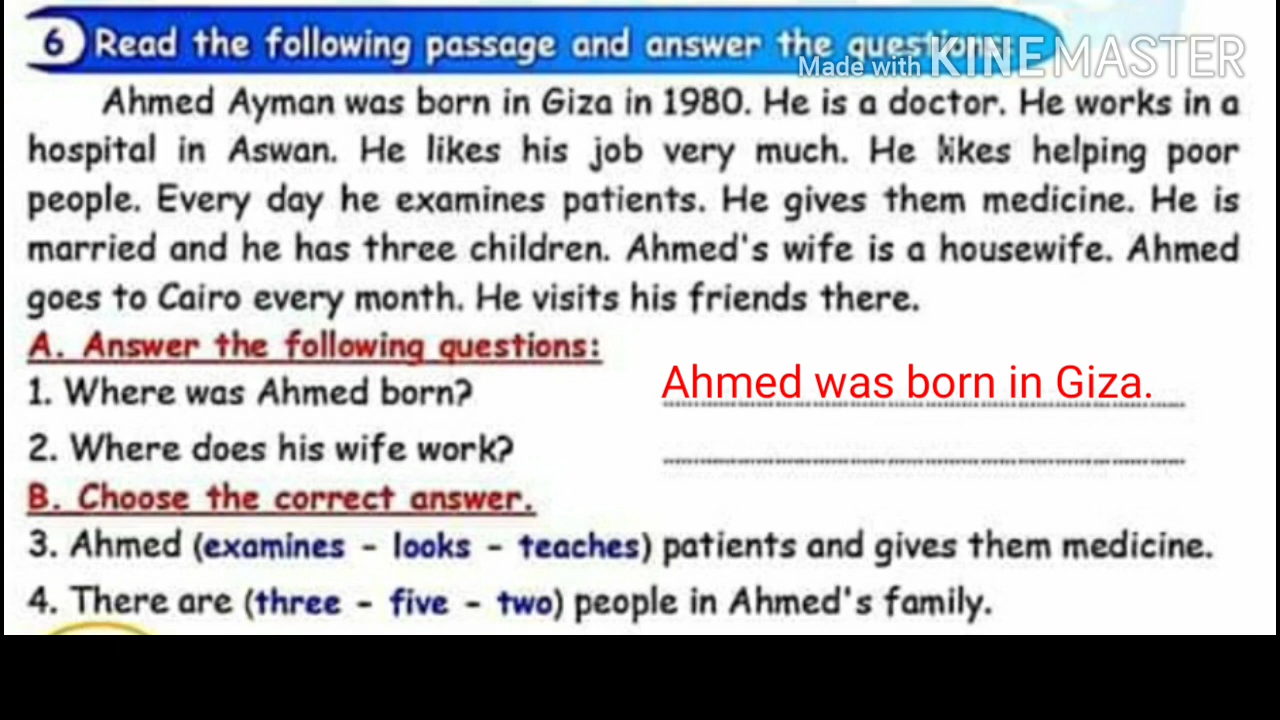 6 Read the following passage and answer the questions:
Made with KINEMASTER
Ahmed Ayman was born in Giza in 1980. He is a doctor. He works in a
hospital in Aswan. He likes his job very much. He likes helping poor
people. Every day he examines patients. He gives them medicine. He is
married and he has three children. Ahmed's wife is a housewife. Ahmed
goes to Cairo every month. He visits his friends there.
A. Answer the following questions:
1. Where was Ahmed born? Ahmed was born in Giza.
2. Where does his wife work?
B. Choose the correct answer.
3. Ahmed (examines - looks - teaches) patients and gives them medicine.
4. There are (three - five - two) people in Ahmed's family.